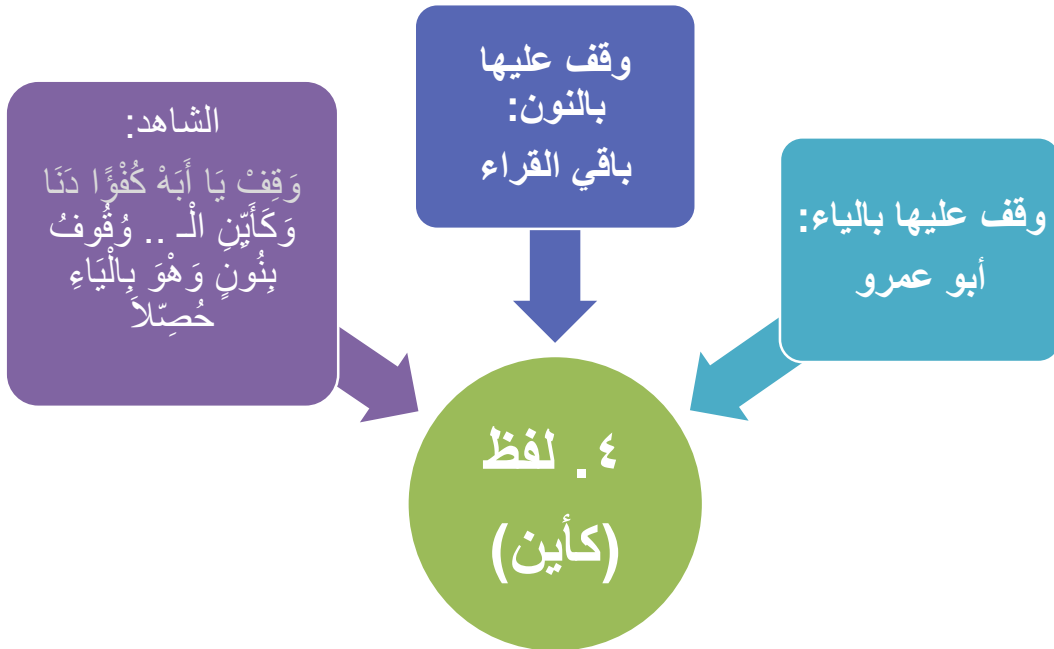 وقف عليها بالياء:
أبو عمرو
وقف عليها
بالنون:
باقي القراء
الشاهد:
وَقِفْ يَا أَبَهْ كُفْؤًا دَنَا
وَكَأَيِّنِ الْـ .. وُقُوفُ
بِنُونٍ وَهْوَ بِالْيَاءِ
حُصِّلاَ
٤. لفظ
(كأين)